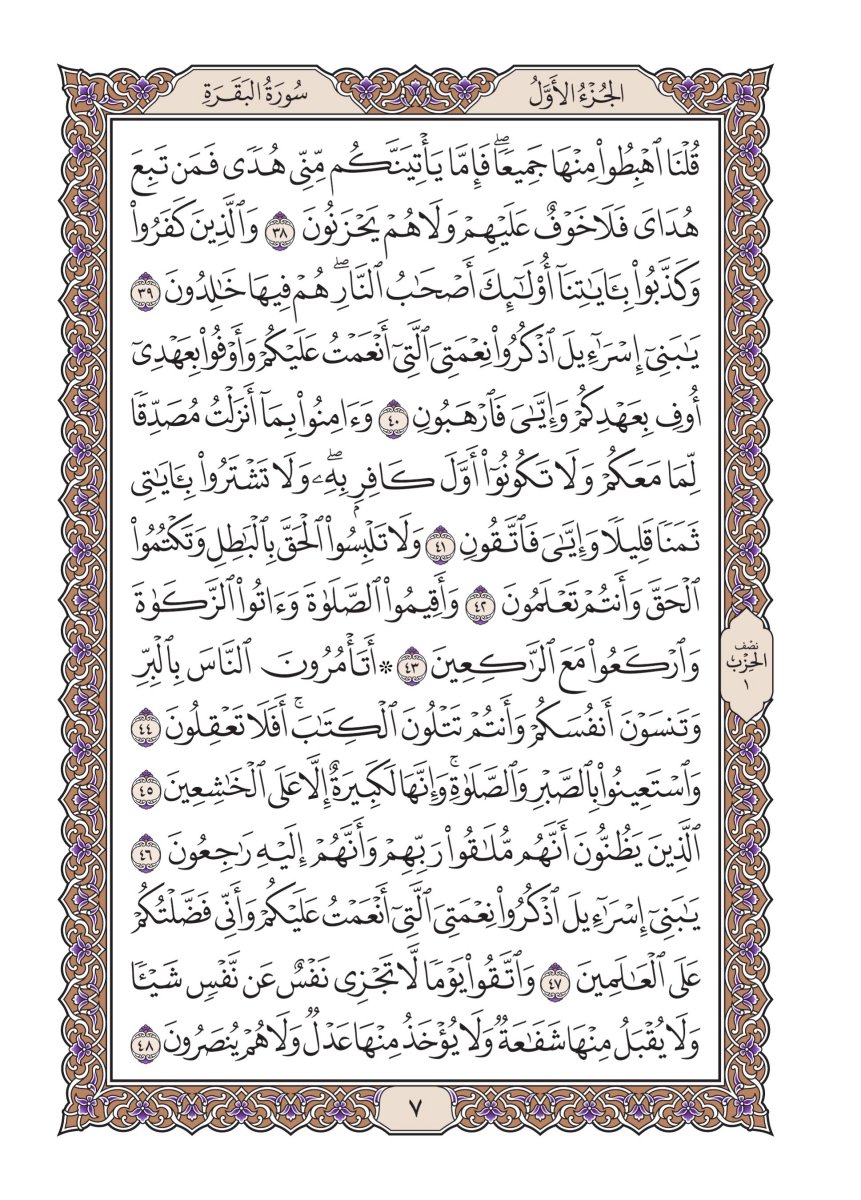 الجُزْءُ الأَوَّلُ
سُورَةُ البَقَرَةِ
قُلۡنَا ٱهۡبِطُواْ مِنۡهَا جَمِيعٗاۖ فَإِمَّا يَأۡتِيَنَّكُم مِّنِّي هُدٗى فَمَن تَبِعَ
هُدَايَ فَلَا خَوۡفٌ عَلَيۡهِمۡ وَلَا هُمۡ يَحۡزَنُونَ ٣٨ وَٱلَّذِينَ كَفَرُواْ
وَكَذَّبُواْ بِـَٔايَٰتِنَآ أُوْلَٰٓئِكَ أَصۡحَٰبُ ٱلنَّارِۖ هُمۡ فِيهَا خَٰلِدُونَ ٣٩
يَٰبَنِيٓ إِسۡرَٰٓءِيلَ ٱذۡكُرُواْ نِعۡمَتِيَ ٱلَّتِيٓ أَنۡعَمۡتُ عَلَيۡكُمۡ وَأَوۡفُواْ بِعَهۡدِيٓ
أُوفِ بِعَهۡدِكُمۡ وَإِيَّٰيَ فَٱرۡهَبُونِ ٤٠ وَءَامِنُواْ بِمَآ أَنزَلۡتُ مُصَدِّقٗا
لِّمَا مَعَكُمۡ وَلَا تَكُونُوٓاْ أَوَّلَ كَافِرِۭ بِهِۦۖ وَلَا تَشۡتَرُواْ بِـَٔايَٰتِي
ثَمَنٗا قَلِيلٗا وَإِيَّٰيَ فَٱتَّقُونِ ٤١ وَلَا تَلۡبِسُواْ ٱلۡحَقَّ بِٱلۡبَٰطِلِ وَتَكۡتُمُواْ
ٱلۡحَقَّ وَأَنتُمۡ تَعۡلَمُونَ ٤٢ وَأَقِيمُواْ ٱلصَّلَوٰةَ وَءَاتُواْ ٱلزَّكَوٰةَ
وَٱرۡكَعُواْ مَعَ ٱلرَّٰكِعِينَ ٤٣ ۞أَتَأۡمُرُونَ ٱلنَّاسَ بِٱلۡبِرِّ
نِصْف
الحِزْب
١
وَتَنسَوۡنَ أَنفُسَكُمۡ وَأَنتُمۡ تَتۡلُونَ ٱلۡكِتَٰبَۚ أَفَلَا تَعۡقِلُونَ ٤٤
وَٱسۡتَعِينُواْ بِٱلصَّبۡرِ وَٱلصَّلَوٰةِۚ وَإِنَّهَا لَكَبِيرَةٌ إِلَّا عَلَى ٱلۡخَٰشِعِينَ ٤٥
ٱلَّذِينَ يَظُنُّونَ أَنَّهُم مُّلَٰقُواْ رَبِّهِمۡ وَأَنَّهُمۡ إِلَيۡهِ رَٰجِعُونَ ٤٦
يَٰبَنِيٓ إِسۡرَٰٓءِيلَ ٱذۡكُرُواْ نِعۡمَتِيَ ٱلَّتِيٓ أَنۡعَمۡتُ عَلَيۡكُمۡ وَأَنِّي فَضَّلۡتُكُمۡ
عَلَى ٱلۡعَٰلَمِينَ ٤٧ وَٱتَّقُواْ يَوۡمٗا لَّا تَجۡزِي نَفۡسٌ عَن نَّفۡسٖ شَيۡـٔٗا
وَلَا يُقۡبَلُ مِنۡهَا شَفَٰعَةٞ وَلَا يُؤۡخَذُ مِنۡهَا عَدۡلٞ وَلَا هُمۡ يُنصَرُونَ ٤٨
٧